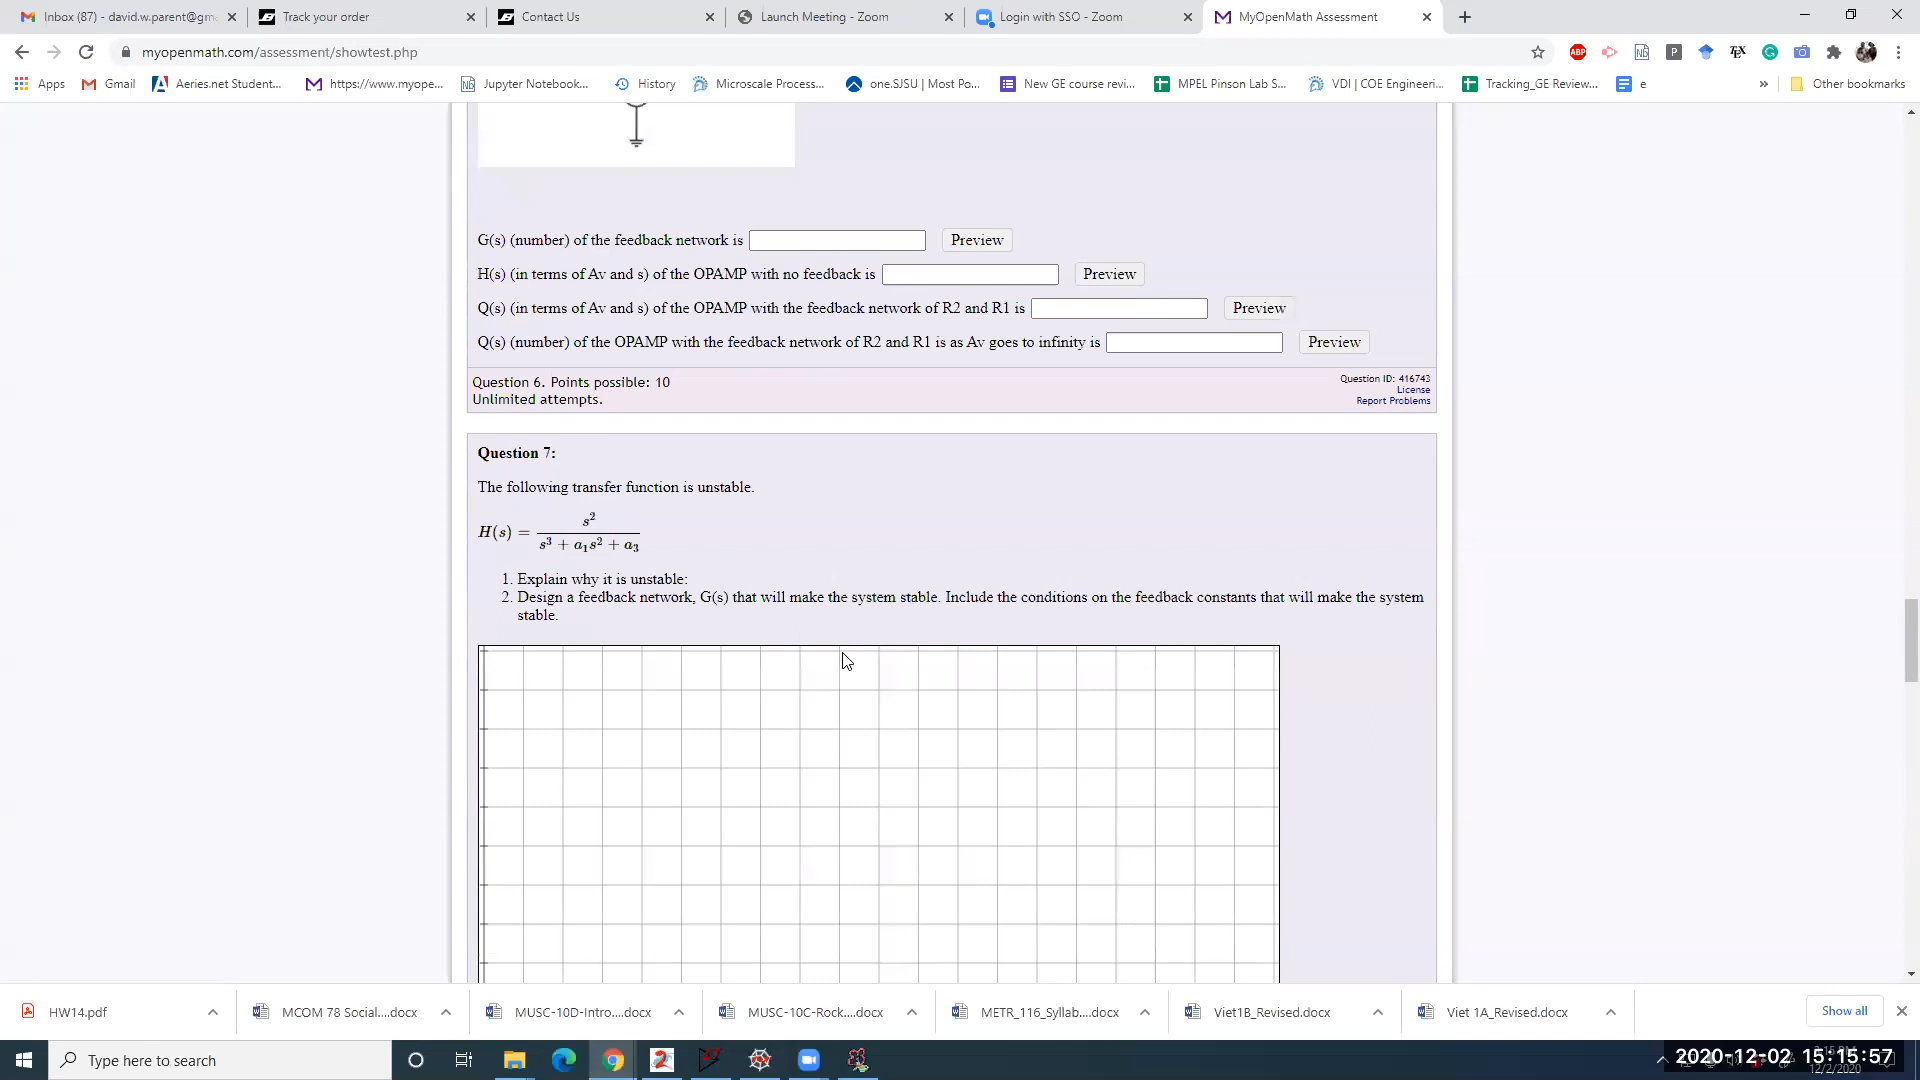 Inbox (87) - david.w.parent@gm
Track your order
Contact Us
Launch Meeting - Zoom
Login with SSO - Zoom
MyOpenMath Assessment
myopenmath.com/assessment/showtest.php
Apps
Gmail
Aeries.net Student...
https://www.myope...
Jupyter Notebook...
History
Microscale Process...
one.SJSU | Most Po...
New GE course revi...
MPEL Pinson Lab S...
VDI | COE Engineeri...
Tracking_GE Review...
e
»
Other bookmarks
G(s) (number) of the feedback network is
Preview
H(s) (in terms of Av and s) of the OPAMP with no feedback is
Preview
Q(s) (in terms of Av and s) of the OPAMP with the feedback network of R2 and R1 is
Preview
Q(s) (number) of the OPAMP with the feedback network of R2 and R1 is as Av goes to infinity is
Preview
Question 6. Points possible: 10
Unlimited attempts.
Question ID: 416743
License
Report Problems
Question 7:
The following transfer function is unstable.
H(s) = s² / (s³ + a₁s² + a₃)
1. Explain why it is unstable:
2. Design a feedback network, G(s) that will make the system stable. Include the conditions on the feedback constants that will make the system
stable.
HW14.pdf
MCOM 78 Social....docx
MUSC-10D-Intro....docx
MUSC-10C-Rock....docx
METR_116_Syllab....docx
Viet1B_Revised.docx
Viet 1A_Revised.docx
Show all
Type here to search
2020-12-02 15:15:57
12/2/2020